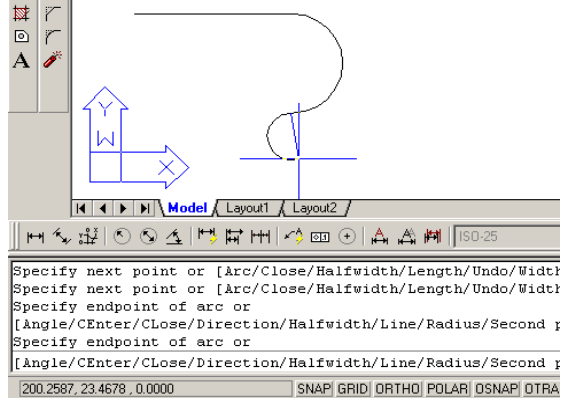 A
Y
W
X
Model Layout1 Layout2
ISO-25
Specify next point or [Arc/Close/Halfwidth/Length/Undo/Width
Specify next point or [Arc/Close/Halfwidth/Length/Undo/Width
Specify endpoint of arc or
[Angle/CEnter/CLose/Direction/Halfwidth/Line/Radius/Second p
Specify endpoint of arc or
[Angle/CEnter/CLose/Direction/Halfwidth/Line/Radius/Second p
200.2587, 23.4678 , 0.0000 SNAP GRID ORTHO POLAR OSNAP OTRA